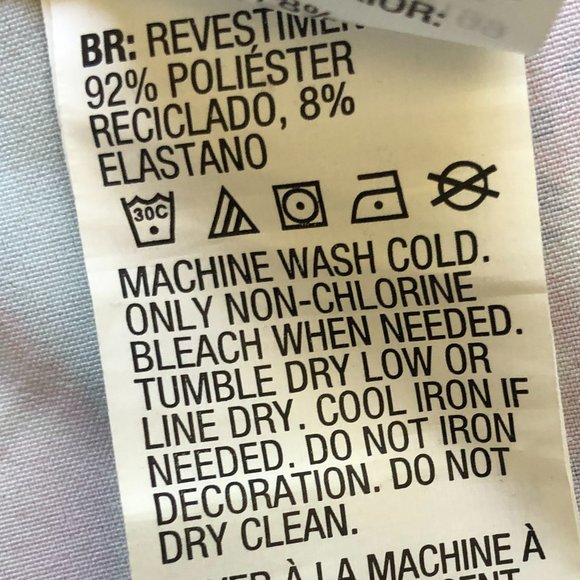 8%
BR:
92% POLIÉSTER
RECICLADO, 8%
ELASTANO
30C
MACHINE WASH COLD.
ONLY NON-CHLORINE
BLEACH WHEN NEEDED.
TUMBLE DRY LOW OR
LINE DRY. COOL IRON IF
NEEDED. DO NOT IRON
DECORATION. DO NOT
DRY CLEAN.
À LA MACHINE À